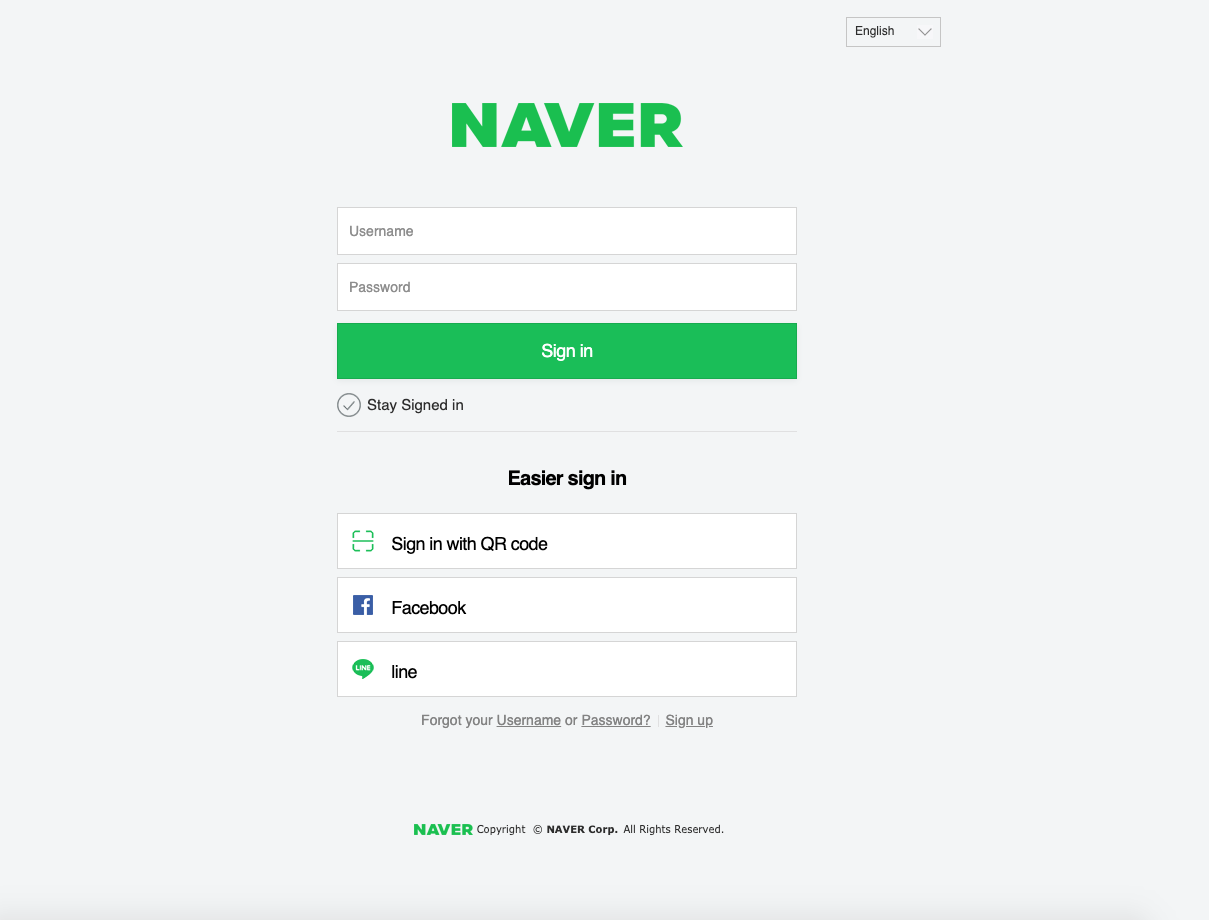 English
NAVER
Username
Password
Sign in
Stay Signed in
Easier sign in
Sign in with QR code
Facebook
LINE line
Forgot your Username or Password? Sign up
NAVER Copyright © NAVER Corp. All Rights Reserved.